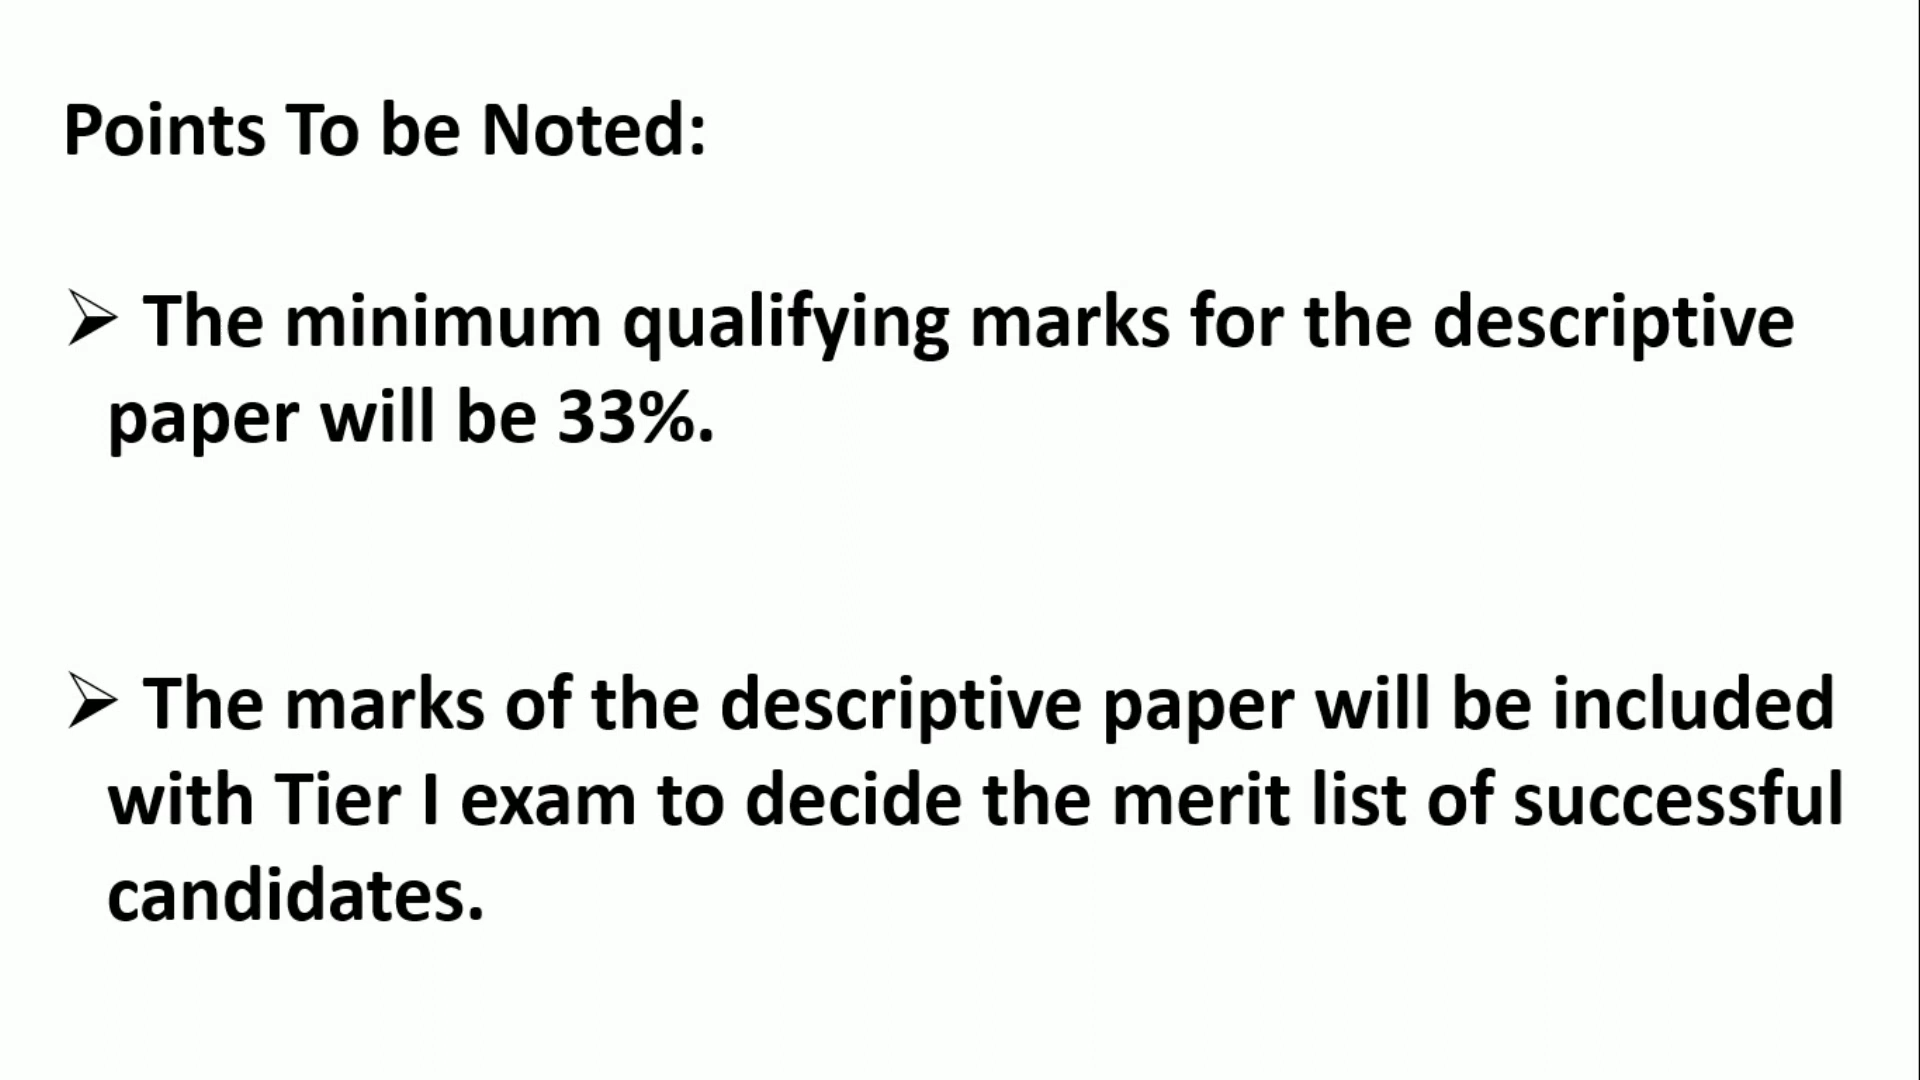 Points To be Noted:
➢ The minimum qualifying marks for the descriptive
paper will be 33%.
➢ The marks of the descriptive paper will be included
with Tier I exam to decide the merit list of successful
candidates.